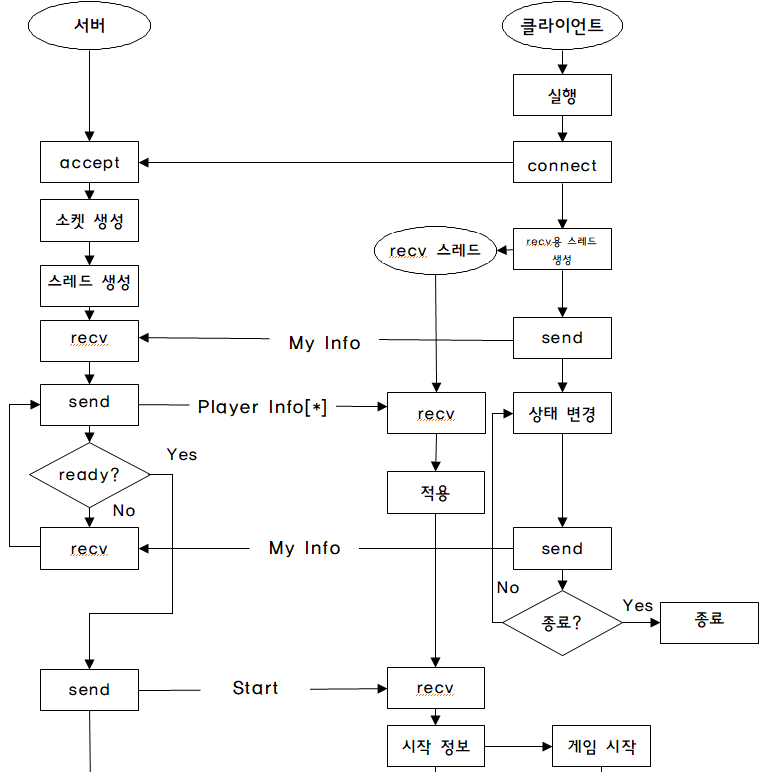 서버
클라이언트
실행
accept
connect
소켓 생성
recv 스레드
recv용 스레드
생성
스레드 생성
recv
My Info
send
send
Player Info[*]
recv
상태 변경
ready?
Yes
적용
No
recv
My Info
send
No
종료?
Yes
종료
send
Start
recv
시작 정보
게임 시작